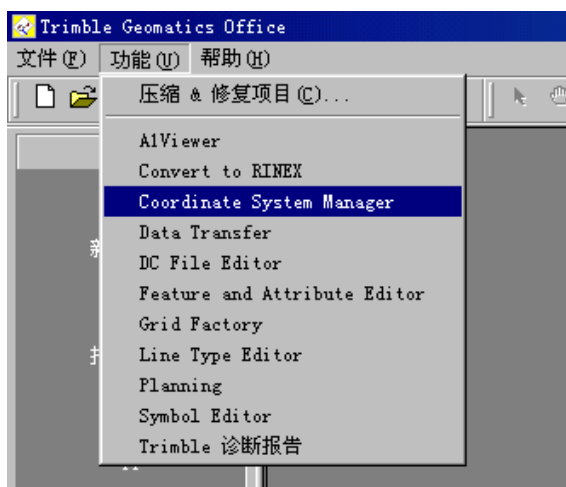 Trimble Geomatics Office
文件(F) 功能(U) 帮助(H)
压缩 & 修复项目(C)...
A1Viewer
Convert to RINEX
Coordinate System Manager
Data Transfer
DC File Editor
Feature and Attribute Editor
Grid Factory
Line Type Editor
Planning
Symbol Editor
Trimble 诊断报告